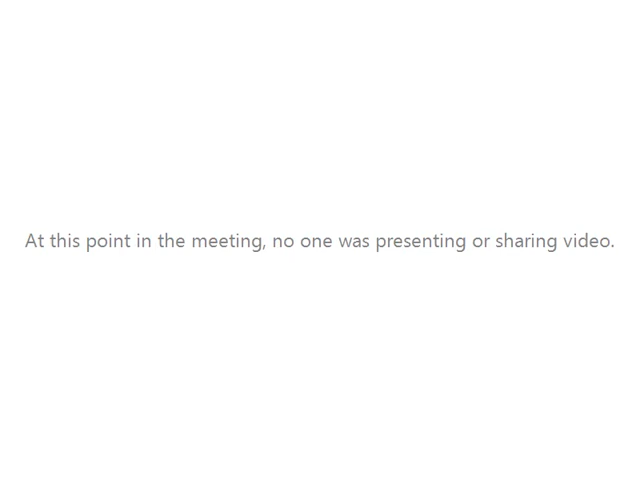 At this point in the meeting, no one was presenting or sharing video.